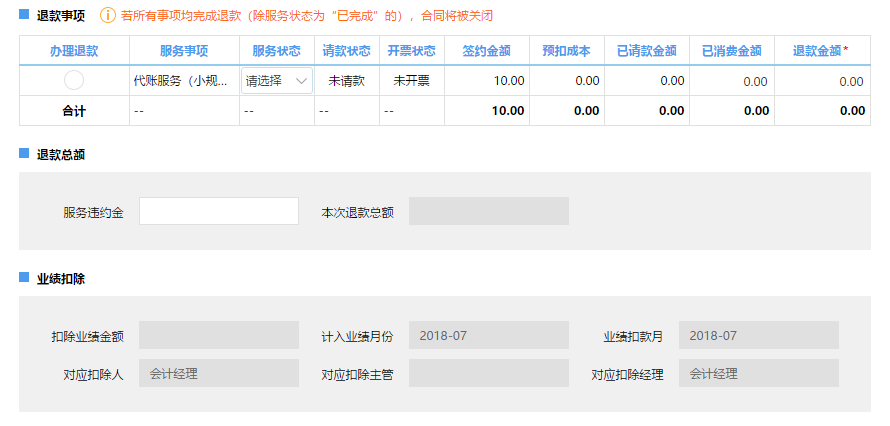 退款事项 若所有事项均完成退款（除服务状态为“已完成”的），合同将被关闭
办理退款 服务事项 服务状态 请款状态 开票状态 签约金额 预扣成本 已请款金额 已消费金额 退款金额*
代账服务（小规... 请选择 未请款 未开票 10.00 0.00 0.00 0.00 0.00
合计 -- -- -- -- 10.00 0.00 0.00 0.00 0.00
退款总额
服务违约金 本次退款总额
业绩扣除
扣除业绩金额 计入业绩月份 2018-07 业绩扣款月 2018-07
对应扣除人 会计经理 对应扣除主管 对应扣除经理 会计经理